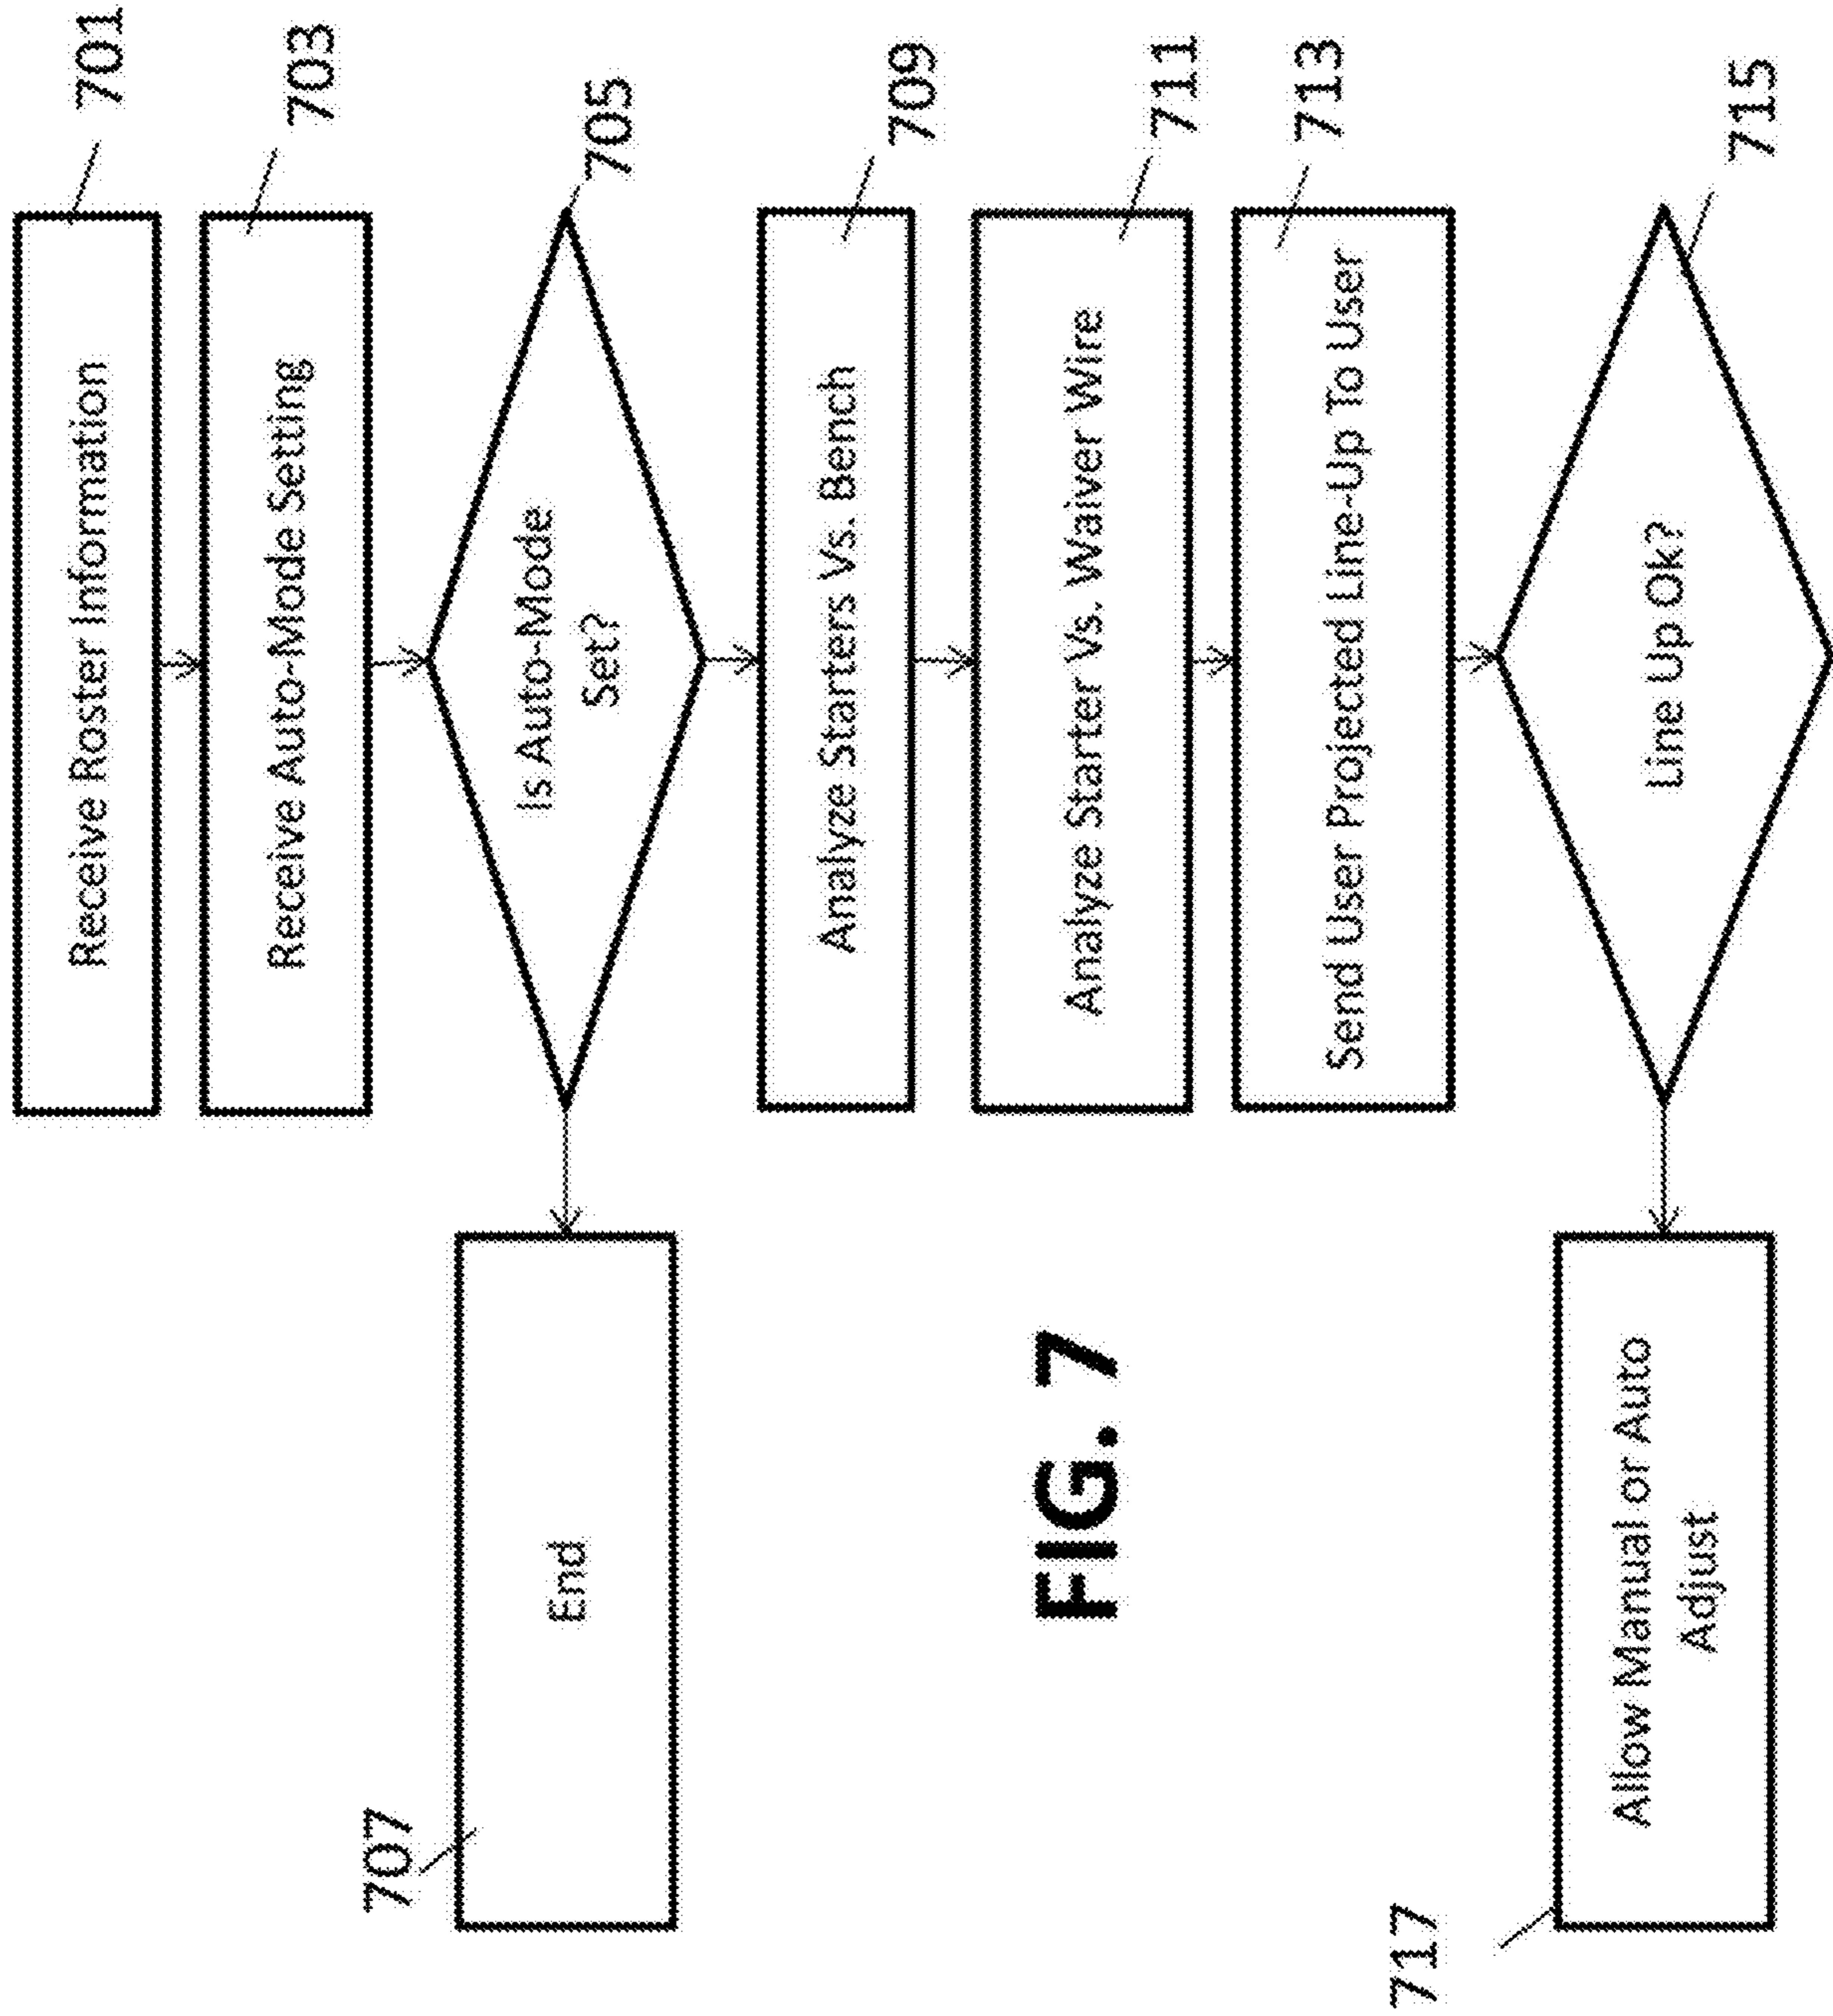 701
Receive Roster Information
703
Receive Auto-Mode Setting
705
Is Auto-Mode
Set?
707
End
709
Analyze Starters Vs. Bench
711
Analyze Starter Vs. Waiver Wire
713
Send User Projected Line-Up To User
715
Line Up Ok?
717
Allow Manual or Auto
Adjust
FIG. 7